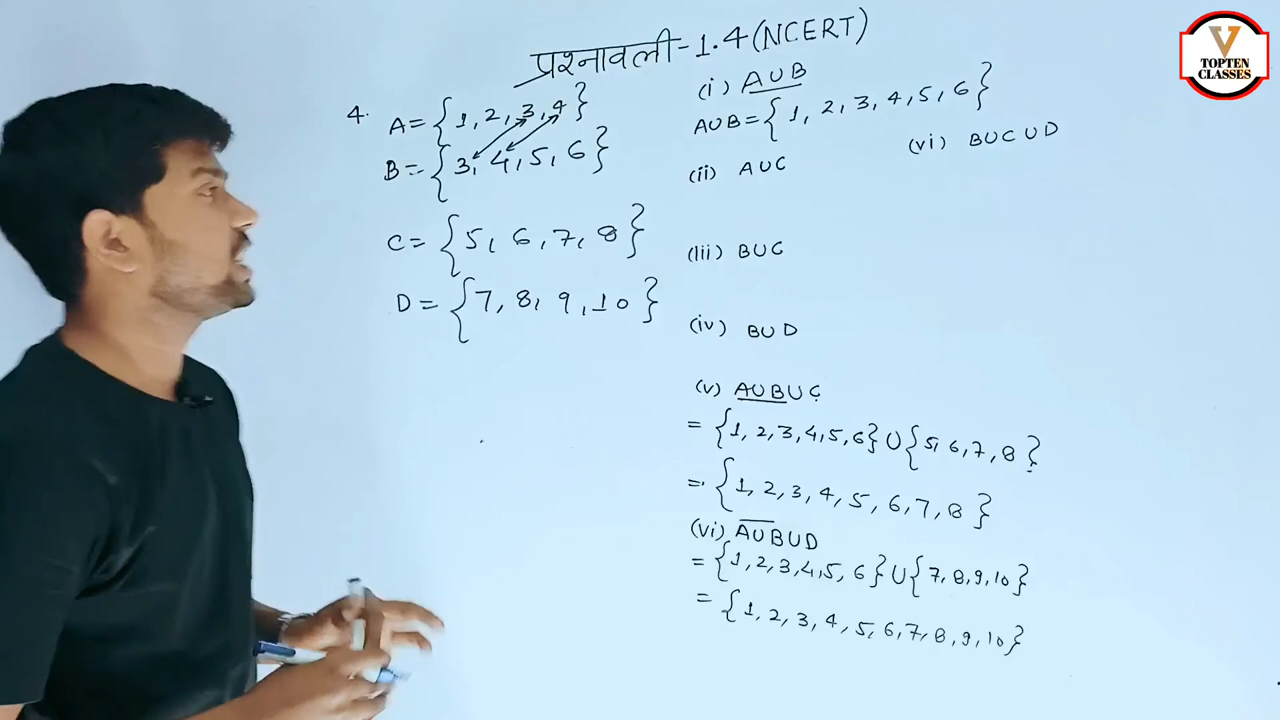 प्रश्नावली-1.4(NCERT)
V
TOPTEN
CLASSES
4. A={1,2,3,4}
B={3,4,5,6}
C={5,6,7,8}
D={7,8,9,10}
(i) A∪B
A∪B={1,2,3,4,5,6}
(ii) A∪C
(iii) B∪C
(iv) B∪D
(v) A∪B∪C
={1,2,3,4,5,6}∪{5,6,7,8}
={1,2,3,4,5,6,7,8}
(vi) A∪B∪D
={1,2,3,4,5,6}∪{7,8,9,10}
={1,2,3,4,5,6,7,8,9,10}
(vi) B∪C∪D